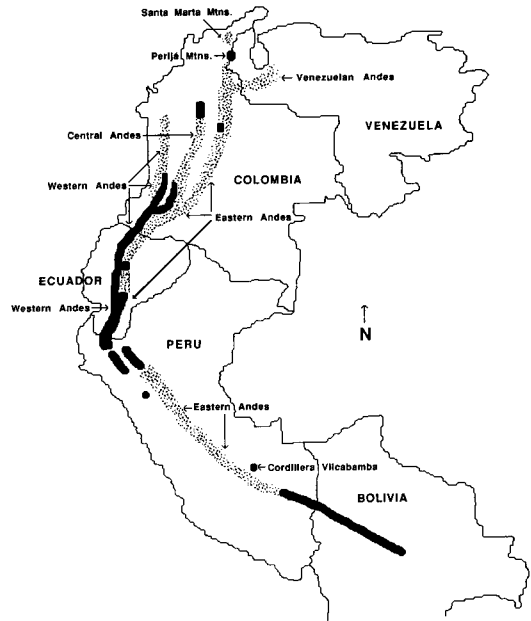 Santa Marta Mtns.
Perijá Mtns.
Venezuelan Andes
VENEZUELA
Central Andes
Western Andes
COLOMBIA
Eastern Andes
ECUADOR
Western Andes
N
PERU
Eastern Andes
Cordillera Vilcabamba
BOLIVIA